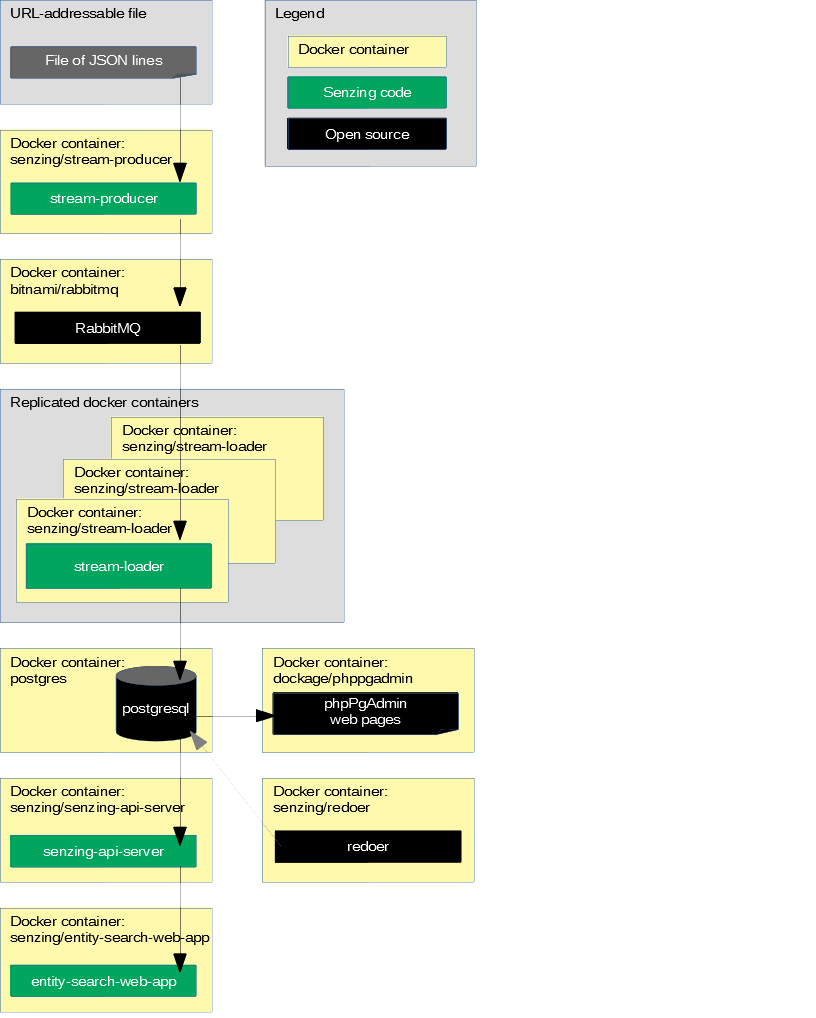 URL-addressable file
File of JSON lines
Legend
Docker container
Senzing code
Open source
Docker container:
senzing/stream-producer
stream-producer
Docker container:
bitnami/rabbitmq
RabbitMQ
Replicated docker containers
Docker container:
senzing/stream-loader
Docker container:
senzing/stream-loader
Docker container:
senzing/stream-loader
stream-loader
Docker container:
postgres
postgresql
Docker container:
dockage/phppgadmin
phpPgAdmin
web pages
Docker container:
senzing/senzing-api-server
senzing-api-server
Docker container:
senzing/redoer
redoer
Docker container:
senzing/entity-search-web-app
entity-search-web-app